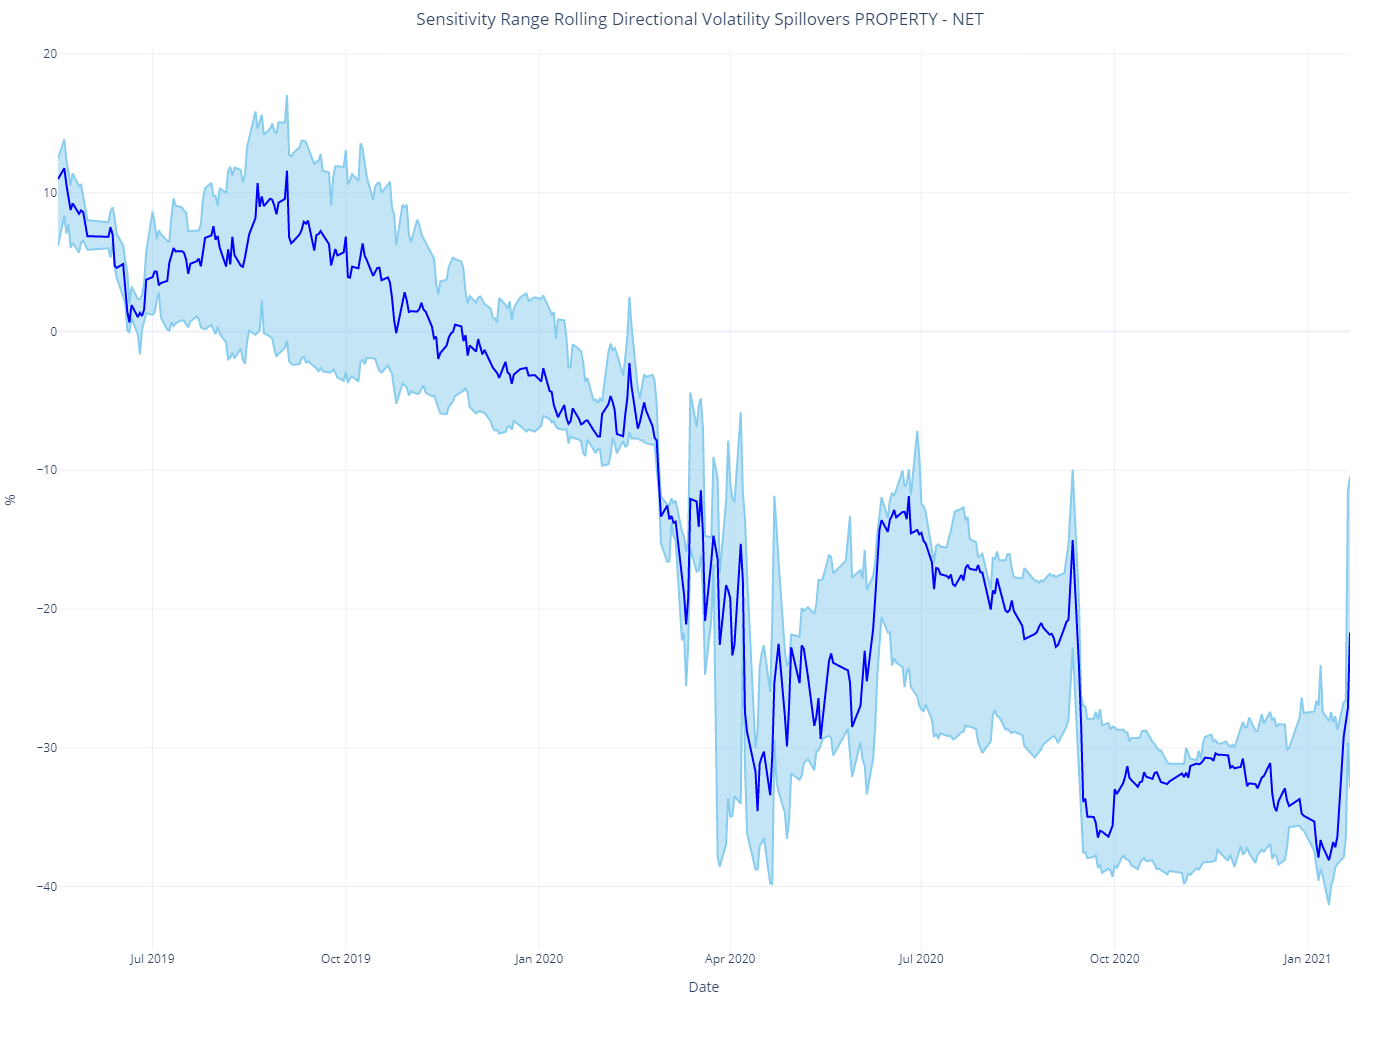 Sensitivity Range Rolling Directional Volatility Spillovers PROPERTY - NET
20
10
0
−10
−20
−30
−40
%
Jul 2019
Oct 2019
Jan 2020
Apr 2020
Jul 2020
Oct 2020
Jan 2021
Date